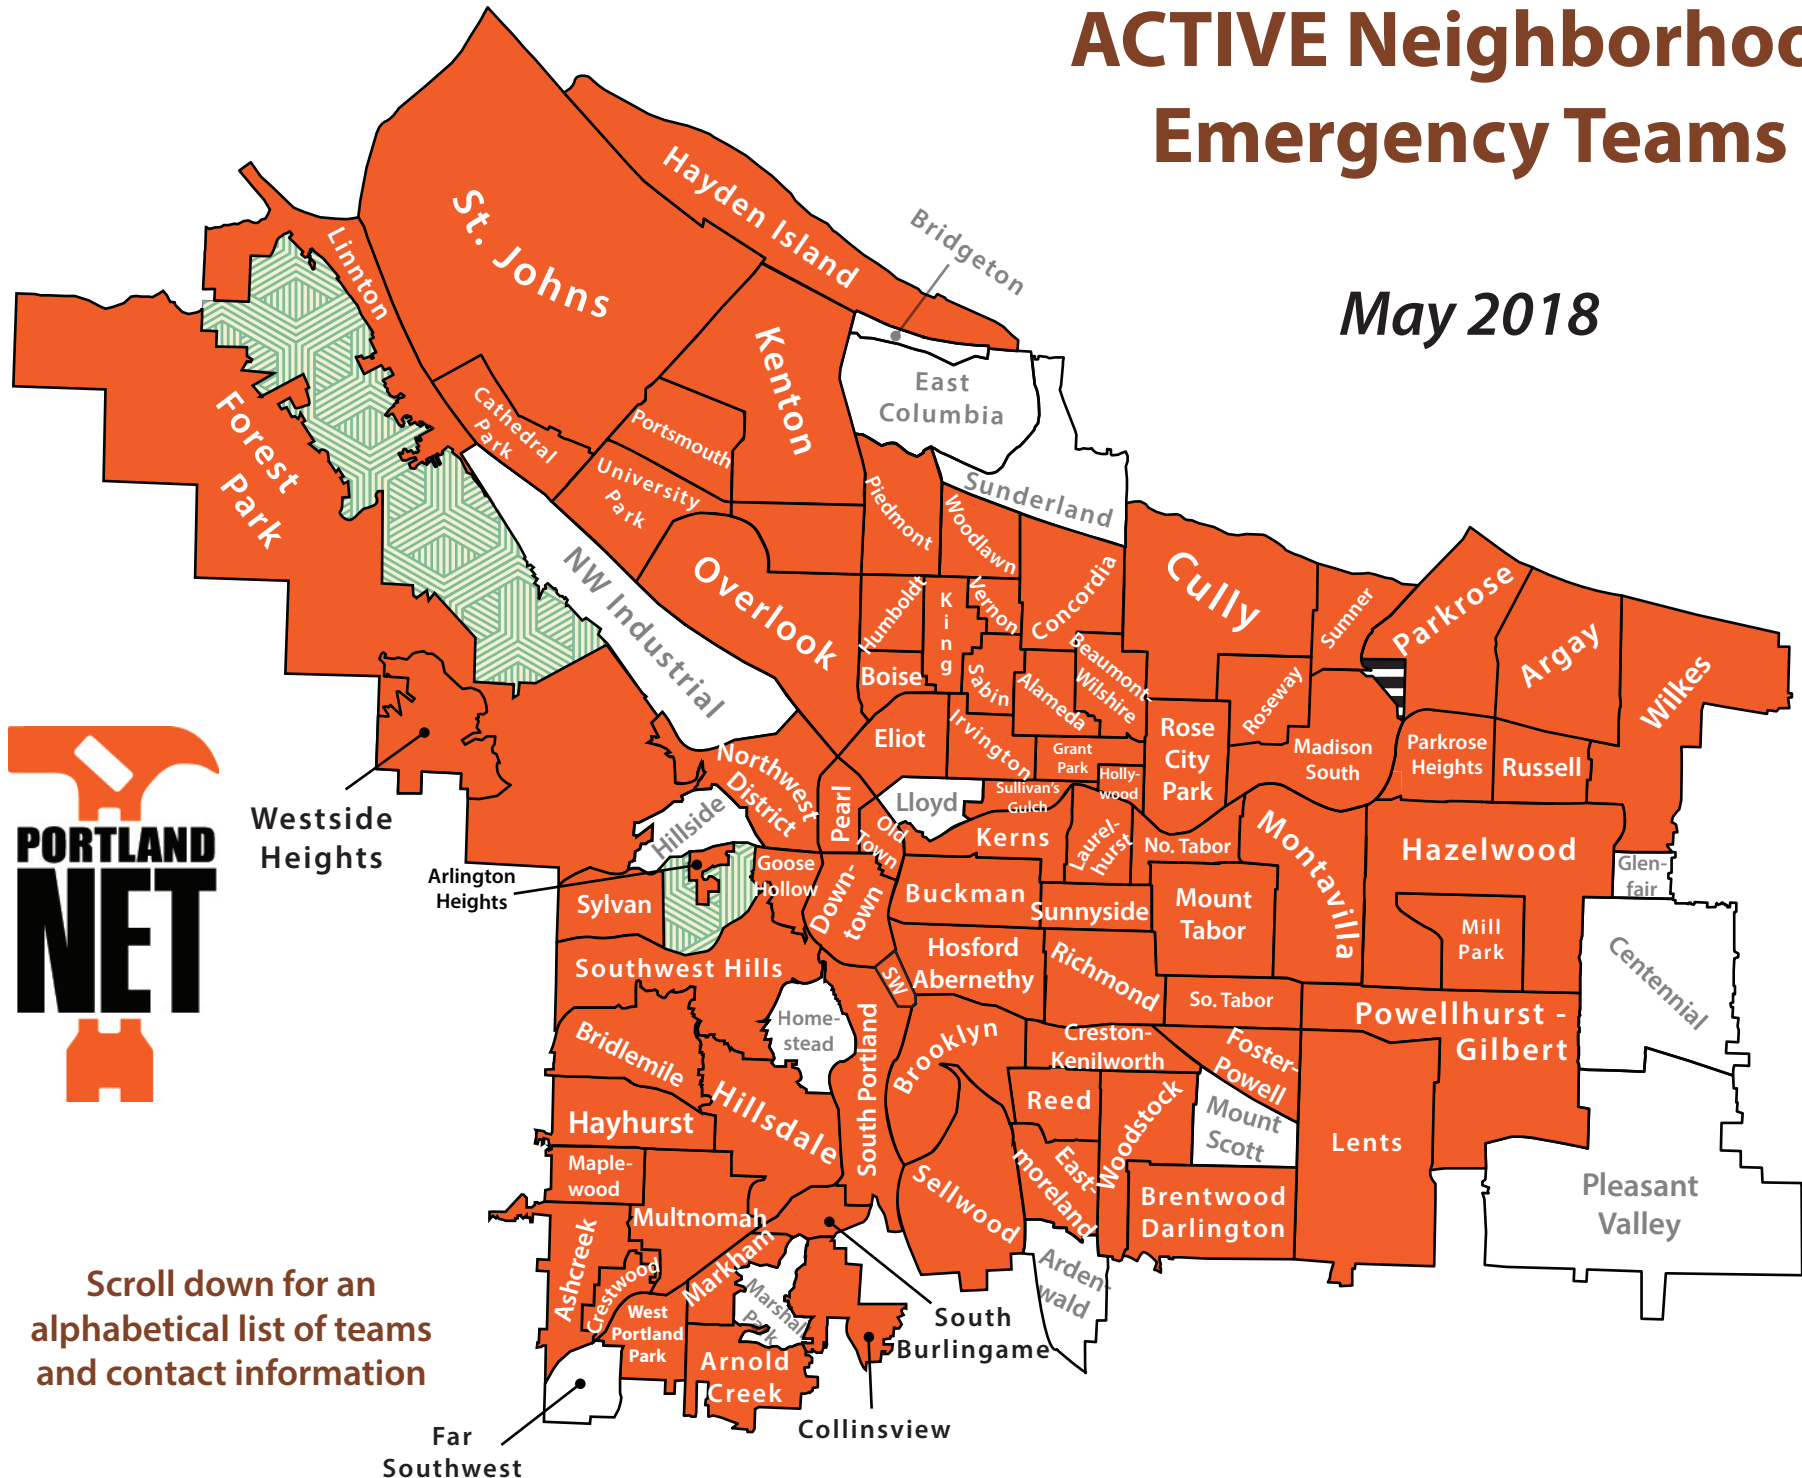 ACTIVE Neighborhoo
Emergency Teams
May 2018
Hayden Island
St. Johns
Bridgeton
Linnton
Kenton
East
Columbia
Forest
Park
Cathedral
Park
Portsmouth
University
Park
Sunderland
Piedmont
Woodlawn
NW Industrial
Overlook
Concordia
Cully
Sumner
Parkrose
Argay
Wilkes
Humboldt
King
Vernon
Boise
Sabin
Alameda
Beaumont-
Wilshire
Roseway
Rose
City
Park
Madison
South
Parkrose
Heights
Russell
Eliot
Irvington
Grant
Park
Holly-
wood
Sullivan's
Gulch
Northwest
District
Pearl
Lloyd
Old
Town
Kerns
Laurel-
hurst
No. Tabor
Montavilla
Hazelwood
Glen-
fair
PORTLAND
NET
Westside
Heights
Hillside
Arlington
Heights
Goose
Hollow
Sylvan
Down-
town
Buckman
Sunnyside
Mount
Tabor
Mill
Park
Centennial
Southwest Hills
SW
Hosford
Abernethy
Richmond
So. Tabor
Powellhurst -
Gilbert
Home-
stead
South Portland
Brooklyn
Creston-
Kenilworth
Foster-
Powell
Bridlemile
Hillsdale
Hayhurst
Reed
Woodstock
Mount
Scott
Lents
Maple-
wood
Multnomah
Sellwood
East-
moreland
Brentwood
Darlington
Pleasant
Valley
Ashcreek
Crestwood
Markham
Marshall
Park
Arden-
wald
West
Portland
Park
Arnold
Creek
South
Burlingame
Collinsview
Far
Southwest
Scroll down for an
alphabetical list of teams
and contact information